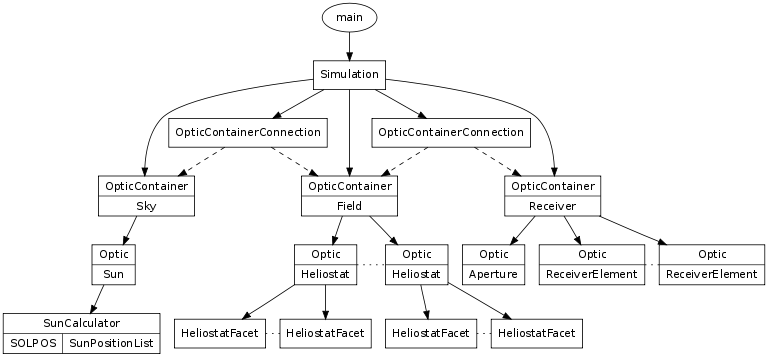 main
Simulation
OpticContainerConnection OpticContainerConnection
OpticContainer OpticContainer OpticContainer
Sky Field Receiver
Optic Optic Optic Optic Optic Optic
Sun Heliostat Heliostat Aperture ReceiverElement ReceiverElement
SunCalculator
HeliostatFacet HeliostatFacet HeliostatFacet HeliostatFacet
SOLPOS SunPositionList